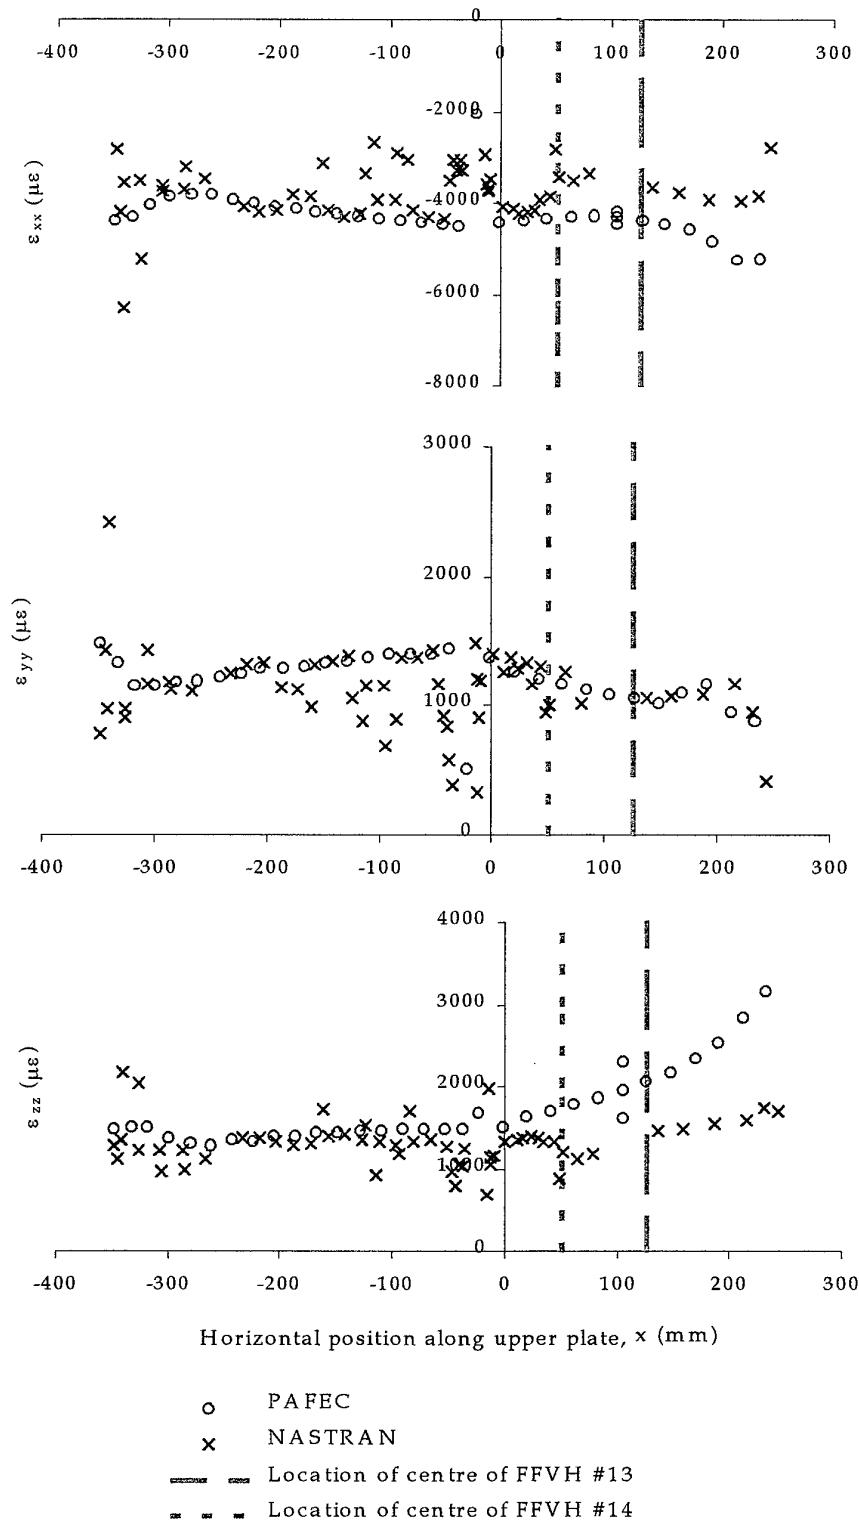 0
-400 -300 -200 -100 0 100 200 300
-2000
-4000
-6000
-8000
ε xx (µε)
3000
2000
1000
0
-400 -300 -200 -100 0 100 200 300
ε yy (µε)
4000
3000
2000
1000
0
-400 -300 -200 -100 0 100 200 300
ε zz (µε)
Horizontal position along upper plate, x (mm)
PAFEC
NASTRAN
Location of centre of FFVH #13
Location of centre of FFVH #14